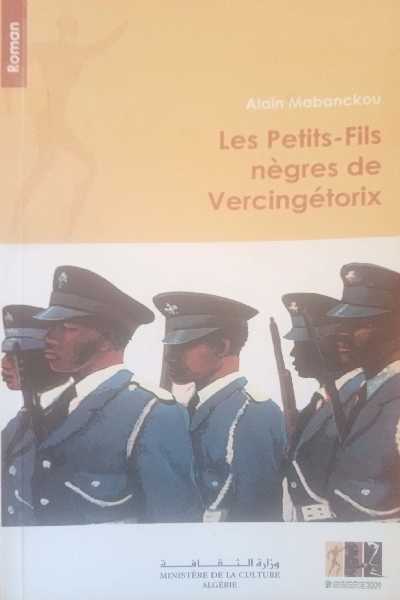 Roman
Alain Mabanckou
Les Petits-Fils
nègres de
Vercingétorix
وزارة الثقافة
MINISTÈRE DE LA CULTURE
ALGÉRIE